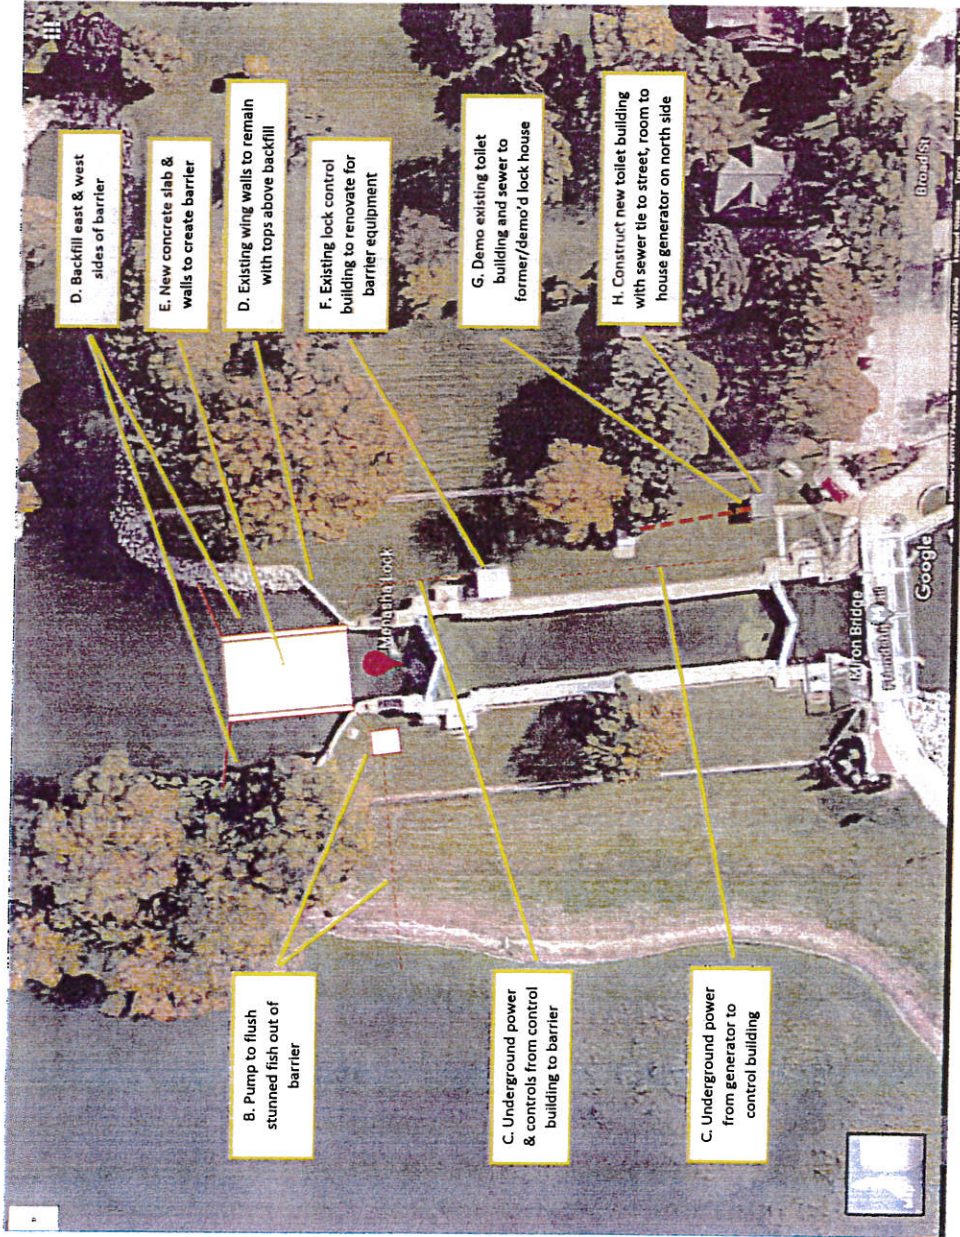 D. Backfill east & west
sides of barrier
E. New concrete slab &
walls to create barrier
D. Existing wing walls to remain
with tops above backfill
F. Existing lock control
building to renovate for
barrier equipment
G. Demo existing toilet
building and sewer to
former/demo'd lock house
H. Construct new toilet building
with sewer tie to street, room to
house generator on north side
B. Pump to flush
stunned fish out of
barrier
C. Underground power
& controls from control
building to barrier
C. Underground power
from generator to
control building
Menasha Lock
Miron Bridge
Broad St
Google